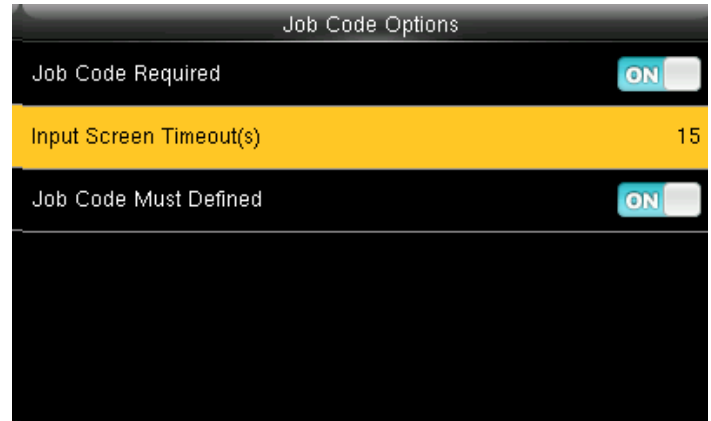 Job Code Options
Job Code Required ON
Input Screen Timeout(s) 15
Job Code Must Defined ON